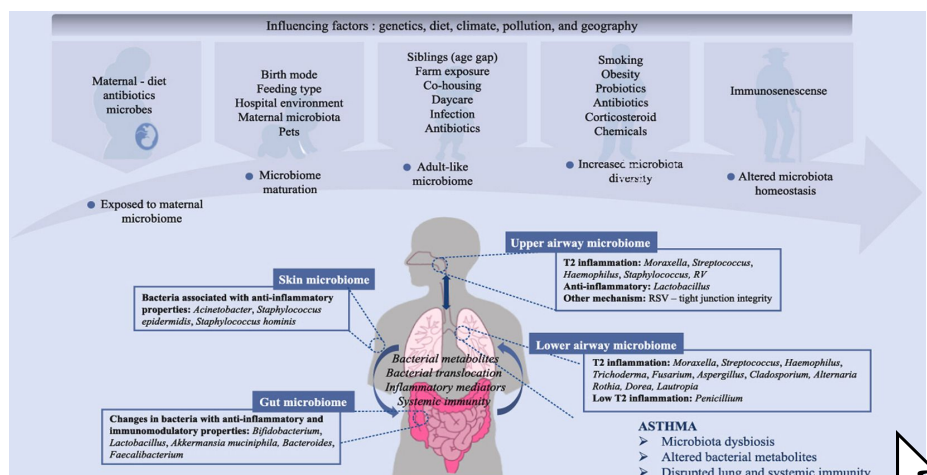 Influencing factors : genetics, diet, climate, pollution, and geography
Maternal - diet
antibiotics
microbes
Exposed to maternal
microbiome
Birth mode
Feeding type
Hospital environment
Maternal microbiota
Pets
Microbiome
maturation
Siblings (age gap)
Farm exposure
Co-housing
Daycare
Infection
Antibiotics
Adult-like
microbiome
Smoking
Obesity
Probiotics
Antibiotics
Corticosteroid
Chemicals
Increased microbiota
diversity
Immunosenescense
Altered microbiota
homeostasis
Upper airway microbiome
T2 inflammation: Moraxella, Streptococcus,
Haemophilus, Staphylococcus, RV
Anti-inflammatory: Lactobacillus
Other mechanism: RSV – tight junction integrity
Skin microbiome
Bacteria associated with anti-inflammatory
properties: Acinetobacter, Staphylococcus
epidermidis, Staphylococcus hominis
Lower airway microbiome
T2 inflammation: Moraxella, Streptococcus, Haemophilus,
Trichoderma, Fusarium, Aspergillus, Cladosporium, Alternaria
Rothia, Dorea, Lautropia
Low T2 inflammation: Penicillium
Bacterial metabolites
Bacterial translocation
Inflammatory mediators
Systemic immunity
Gut microbiome
Changes in bacteria with anti-inflammatory and
immunomodulatory properties: Bifidobacterium,
Lactobacillus, Akkermansia muciniphila, Bacteroides,
Faecalibacterium
ASTHMA
➢ Microbiota dysbiosis
➢ Altered bacterial metabolites
➢ Disrupted lung and systemic immunity